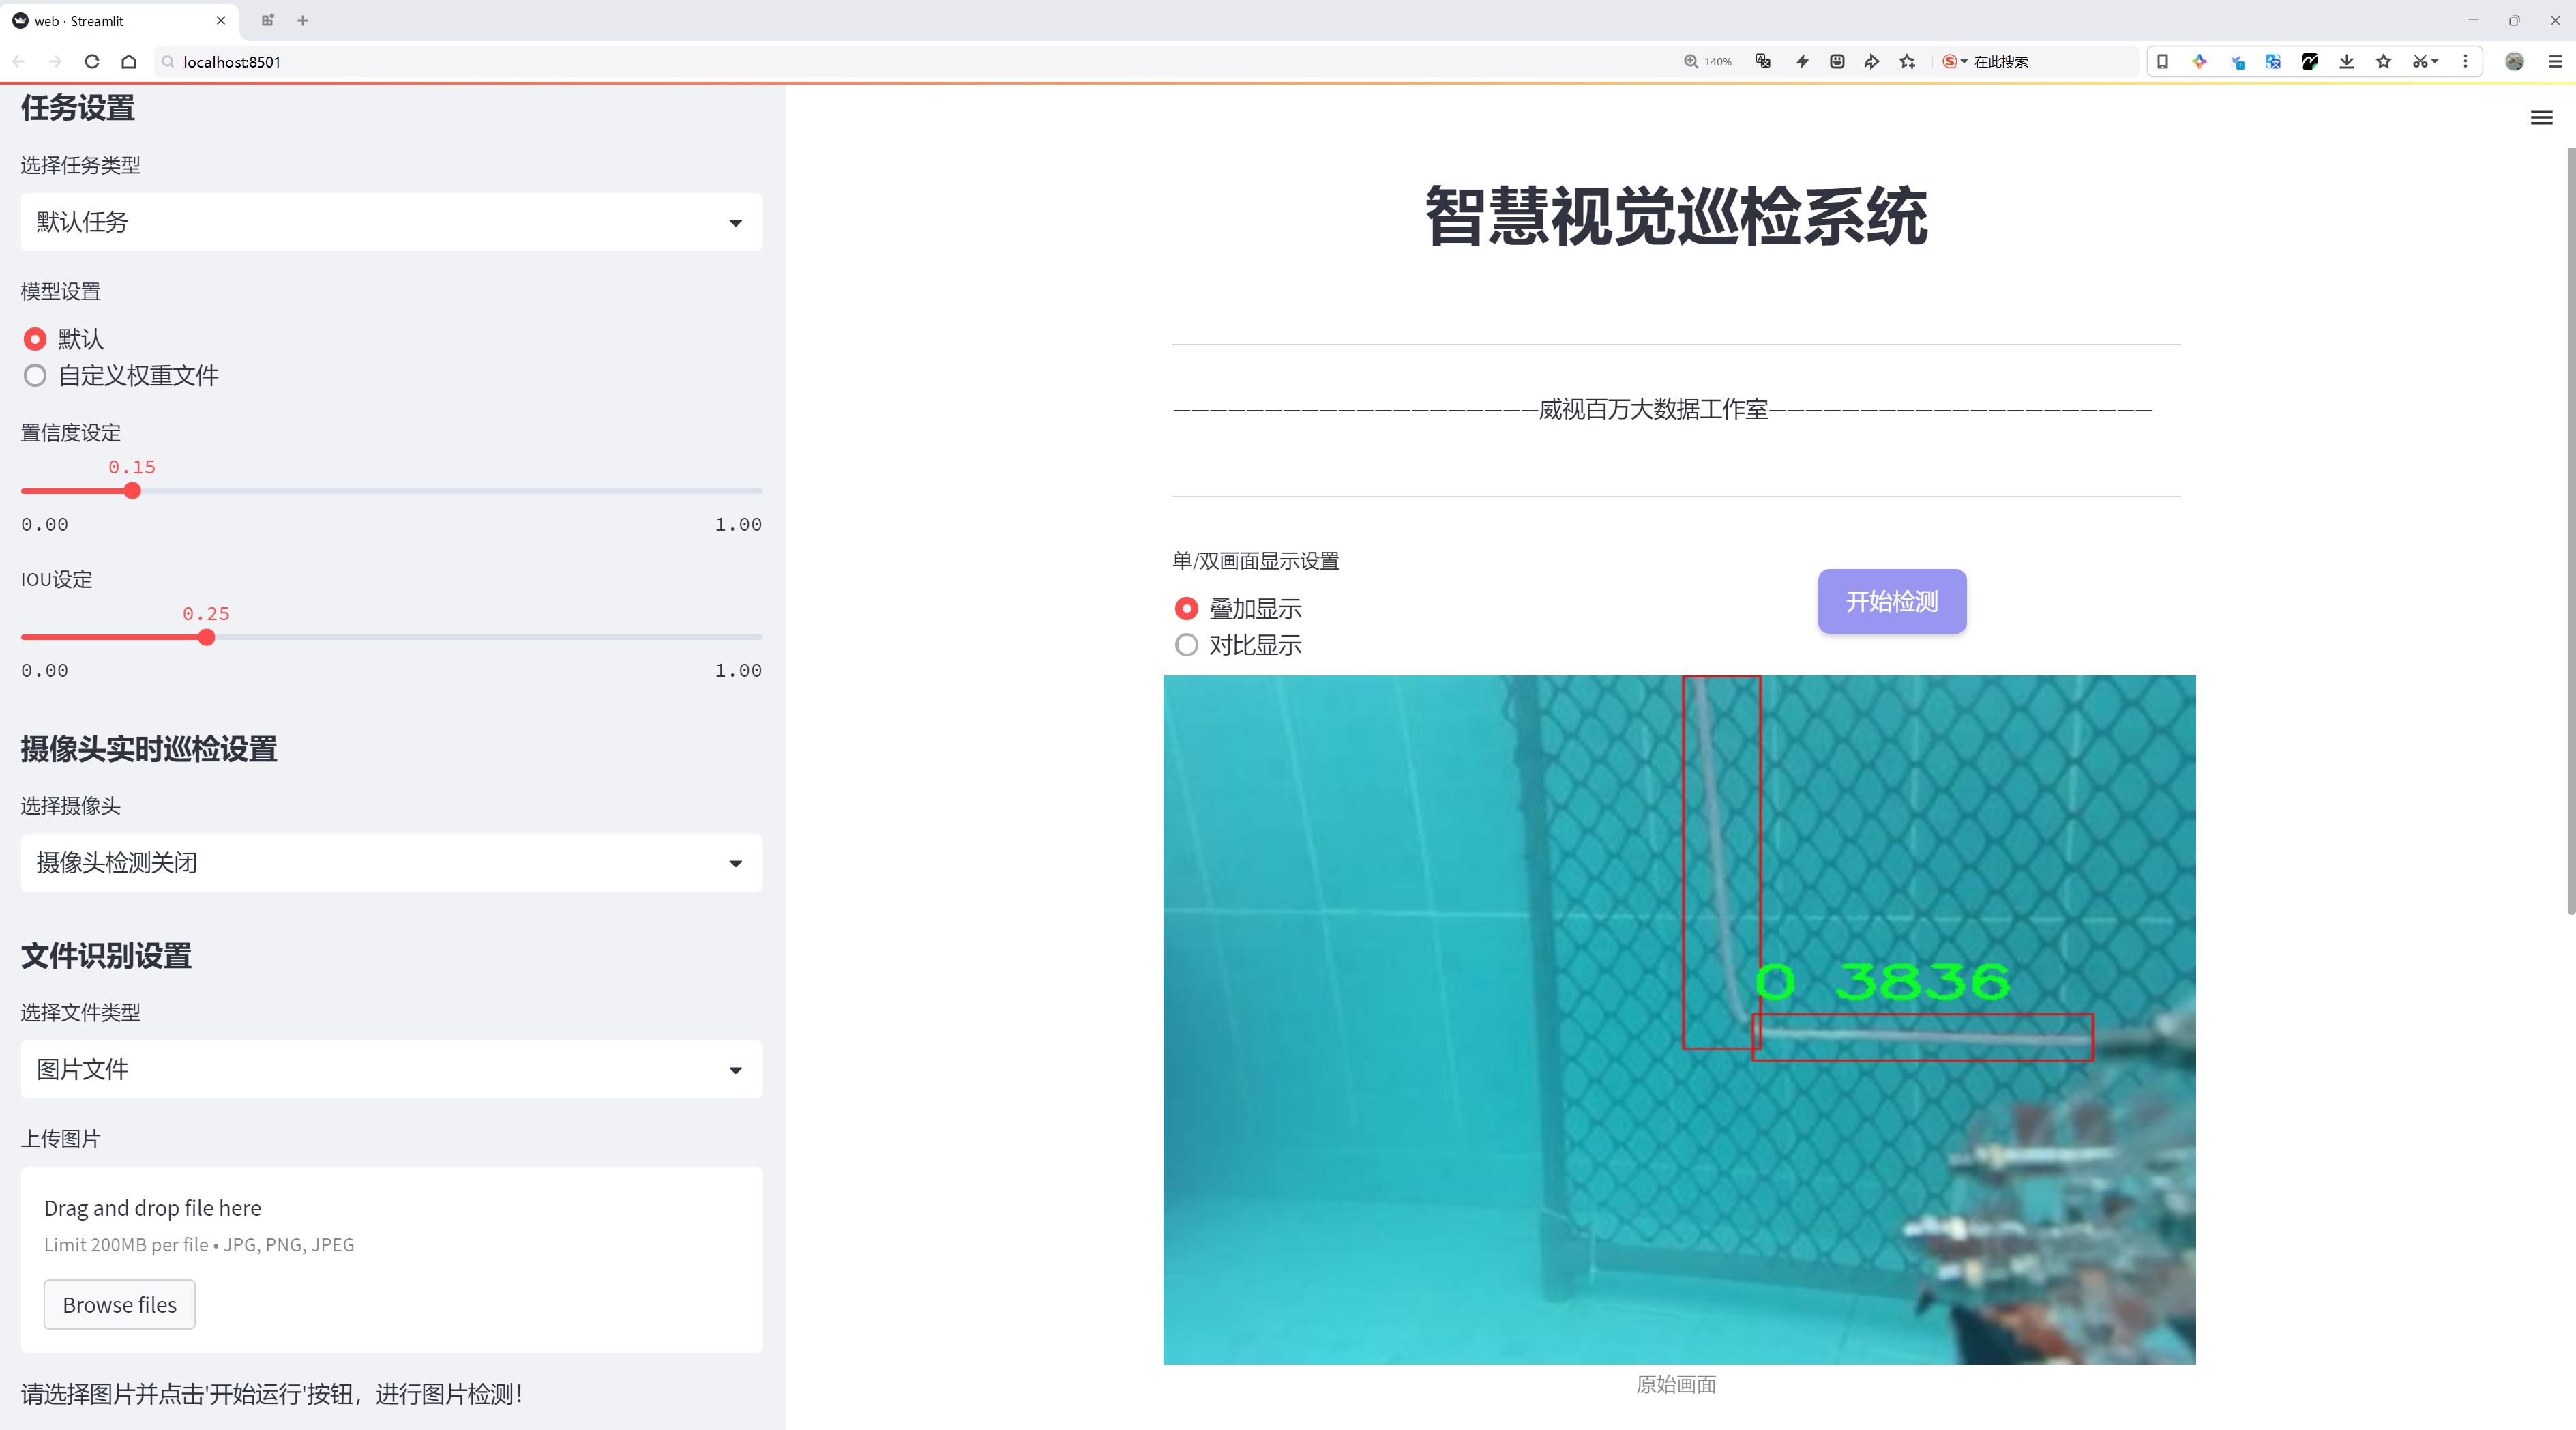 web · Streamlit
localhost:8501
140%
在此搜索
任务设置
选择任务类型
默认任务
模型设置
默认
自定义权重文件
置信度设定
0.15
0.00
1.00
IOU设定
0.25
0.00
1.00
摄像头实时巡检设置
选择摄像头
摄像头检测关闭
文件识别设置
选择文件类型
图片文件
上传图片
Drag and drop file here
Limit 200MB per file • JPG, PNG, JPEG
Browse files
请选择图片并点击'开始运行'按钮，进行图片检测！
智慧视觉巡检系统
————————————————————威视百万大数据工作室—————————————————————
单/双画面显示设置
叠加显示
对比显示
开始检测
0 3836
原始画面